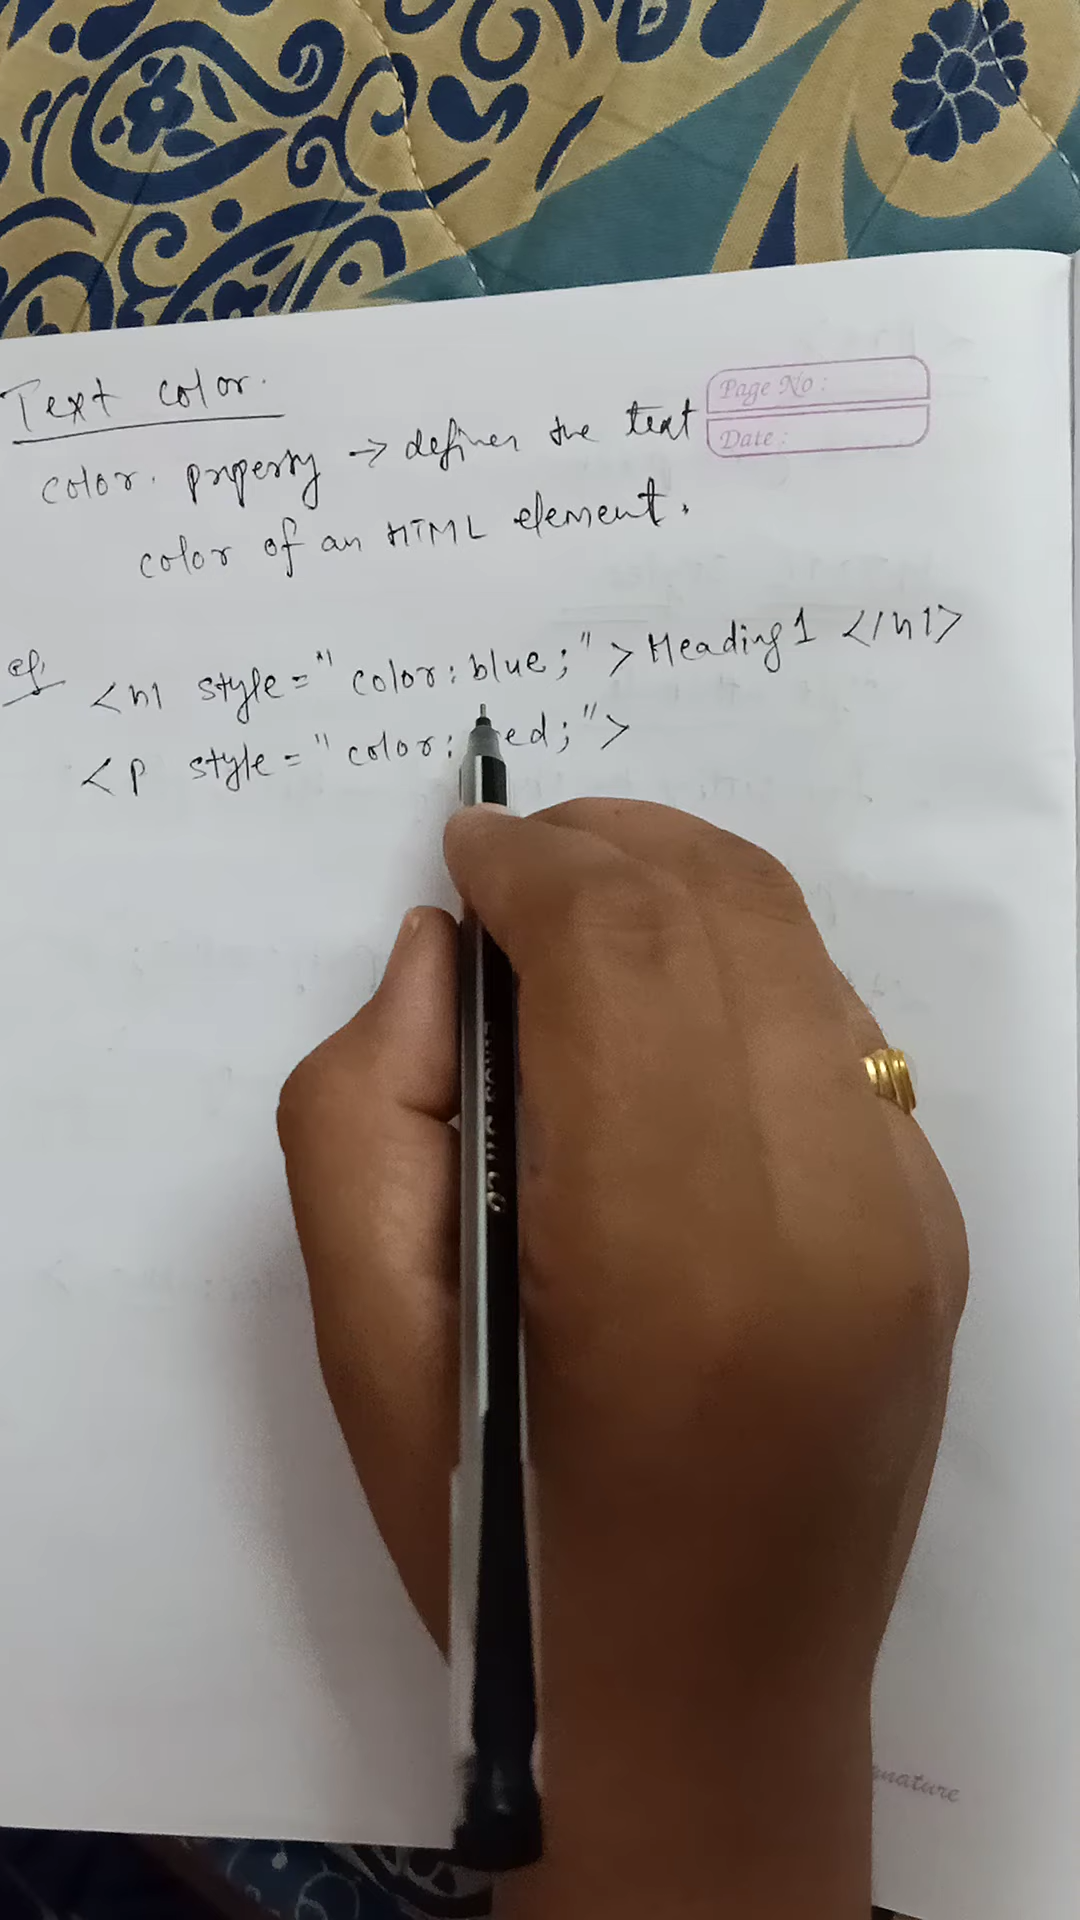 Text color.
Page No :
Date :
color. property → defines the text
color of an HTML element.
eg.
<h1 style=" color: blue;"> Heading 1 </h1>
<p style=" color: red;">